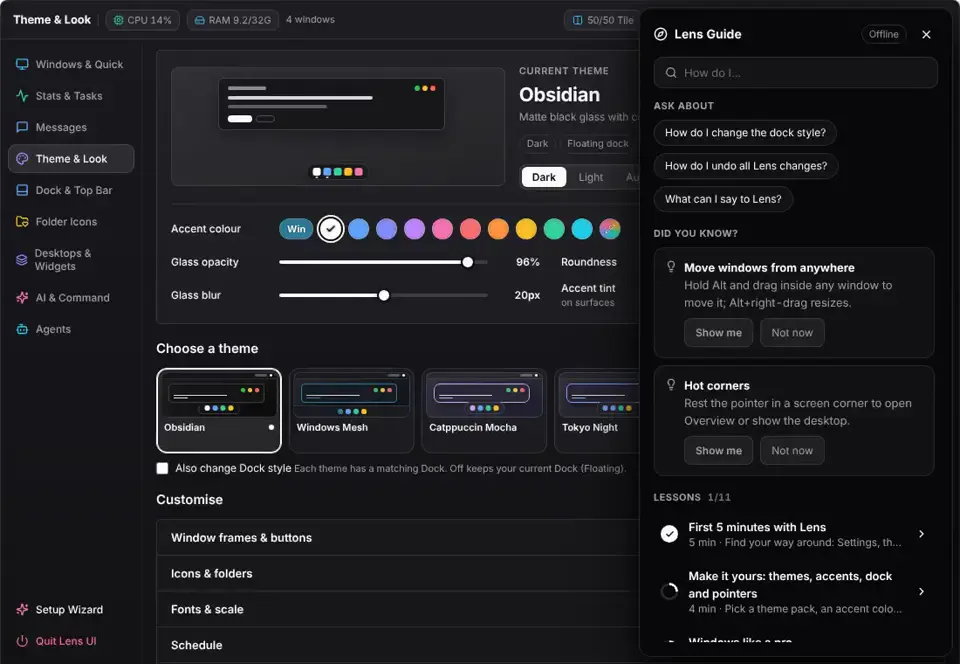 Theme & Look
CPU 14%
RAM 9.2/32G
4 windows
50/50 Tile
Windows & Quick
Stats & Tasks
Messages
Theme & Look
Dock & Top Bar
Folder Icons
Desktops &
Widgets
AI & Command
Agents
Setup Wizard
Quit Lens UI
CURRENT THEME
Obsidian
Matte black glass with
Dark
Floating dock
Dark
Light
Accent colour
Win
Glass opacity
96%
Roundness
Glass blur
20px
Accent tint
on surfaces
Choose a theme
Obsidian
Windows Mesh
Catppuccin Mocha
Tokyo Night
Also change Dock style Each theme has a matching Dock. Off keeps your current Dock (Floating).
Customise
Window frames & buttons
Icons & folders
Fonts & scale
Schedule
Lens Guide
Offline
How do I...
ASK ABOUT
How do I change the dock style?
How do I undo all Lens changes?
What can I say to Lens?
DID YOU KNOW?
Move windows from anywhere
Hold Alt and drag inside any window to
move it; Alt+right-drag resizes.
Show me
Not now
Hot corners
Rest the pointer in a screen corner to open
Overview or show the desktop.
Show me
Not now
LESSONS 1/11
First 5 minutes with Lens
5 min · Find your way around: Settings, th...
Make it yours: themes, accents, dock
and pointers
4 min · Pick a theme pack, an accent colo...
Windows like a pro